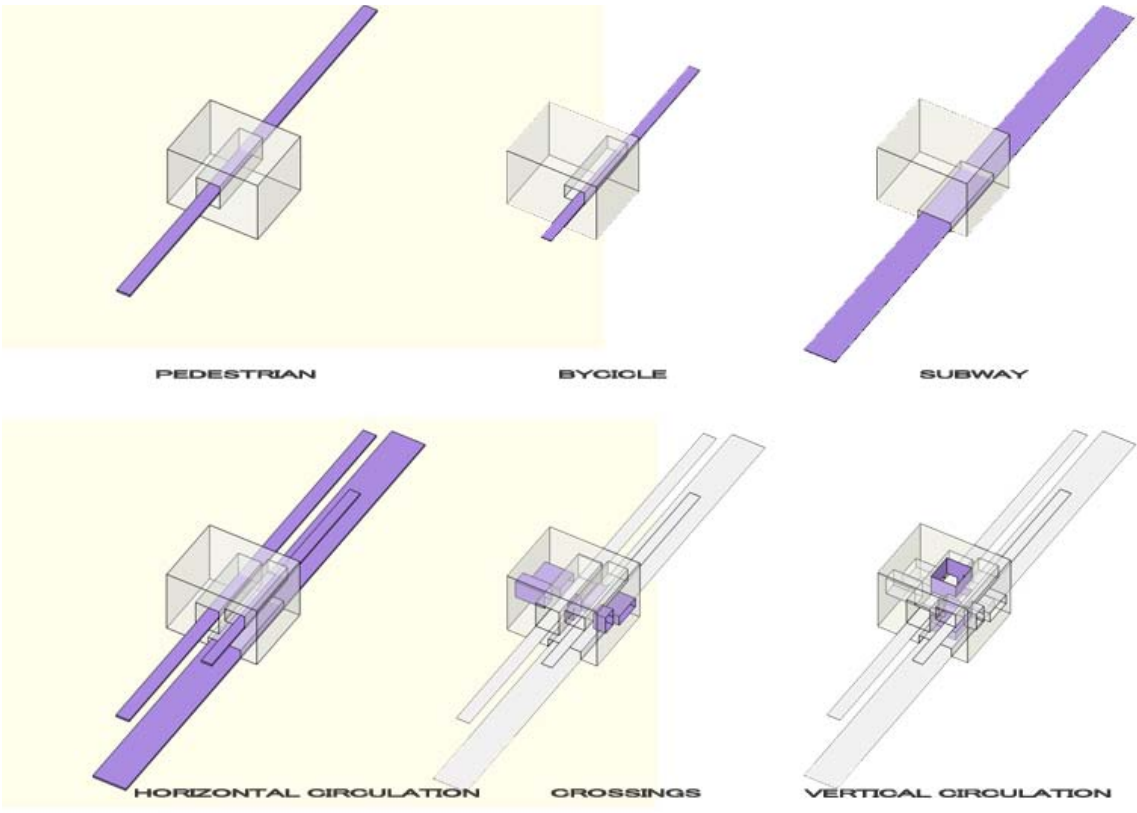 PEDESTRIAN
BYCICLE
SUBWAY
HORIZONTAL CIRCULATION
CROSSINGS
VERTICAL CIRCULATION